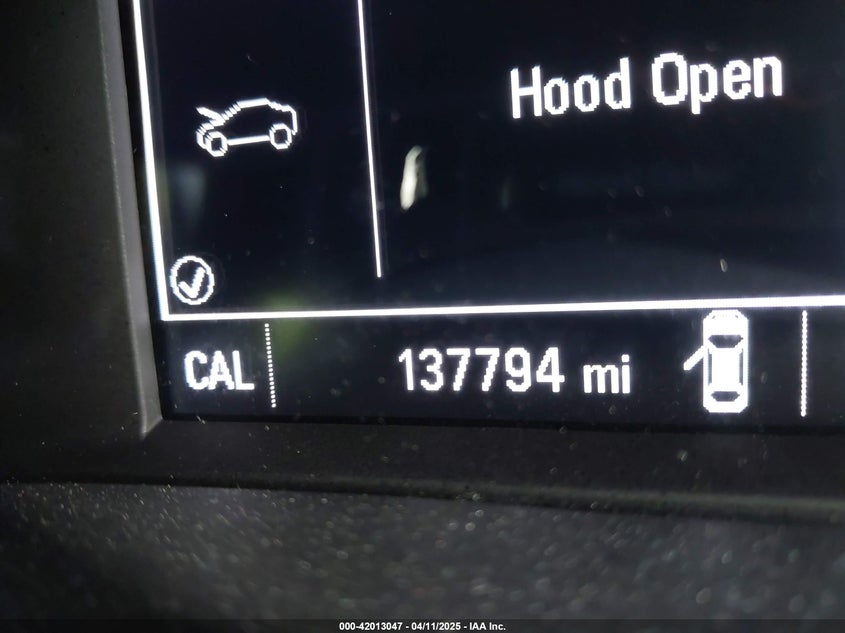 Hood Open
CAL 137794 mi
000-42013047 - 04/11/2025 - IAA Inc.